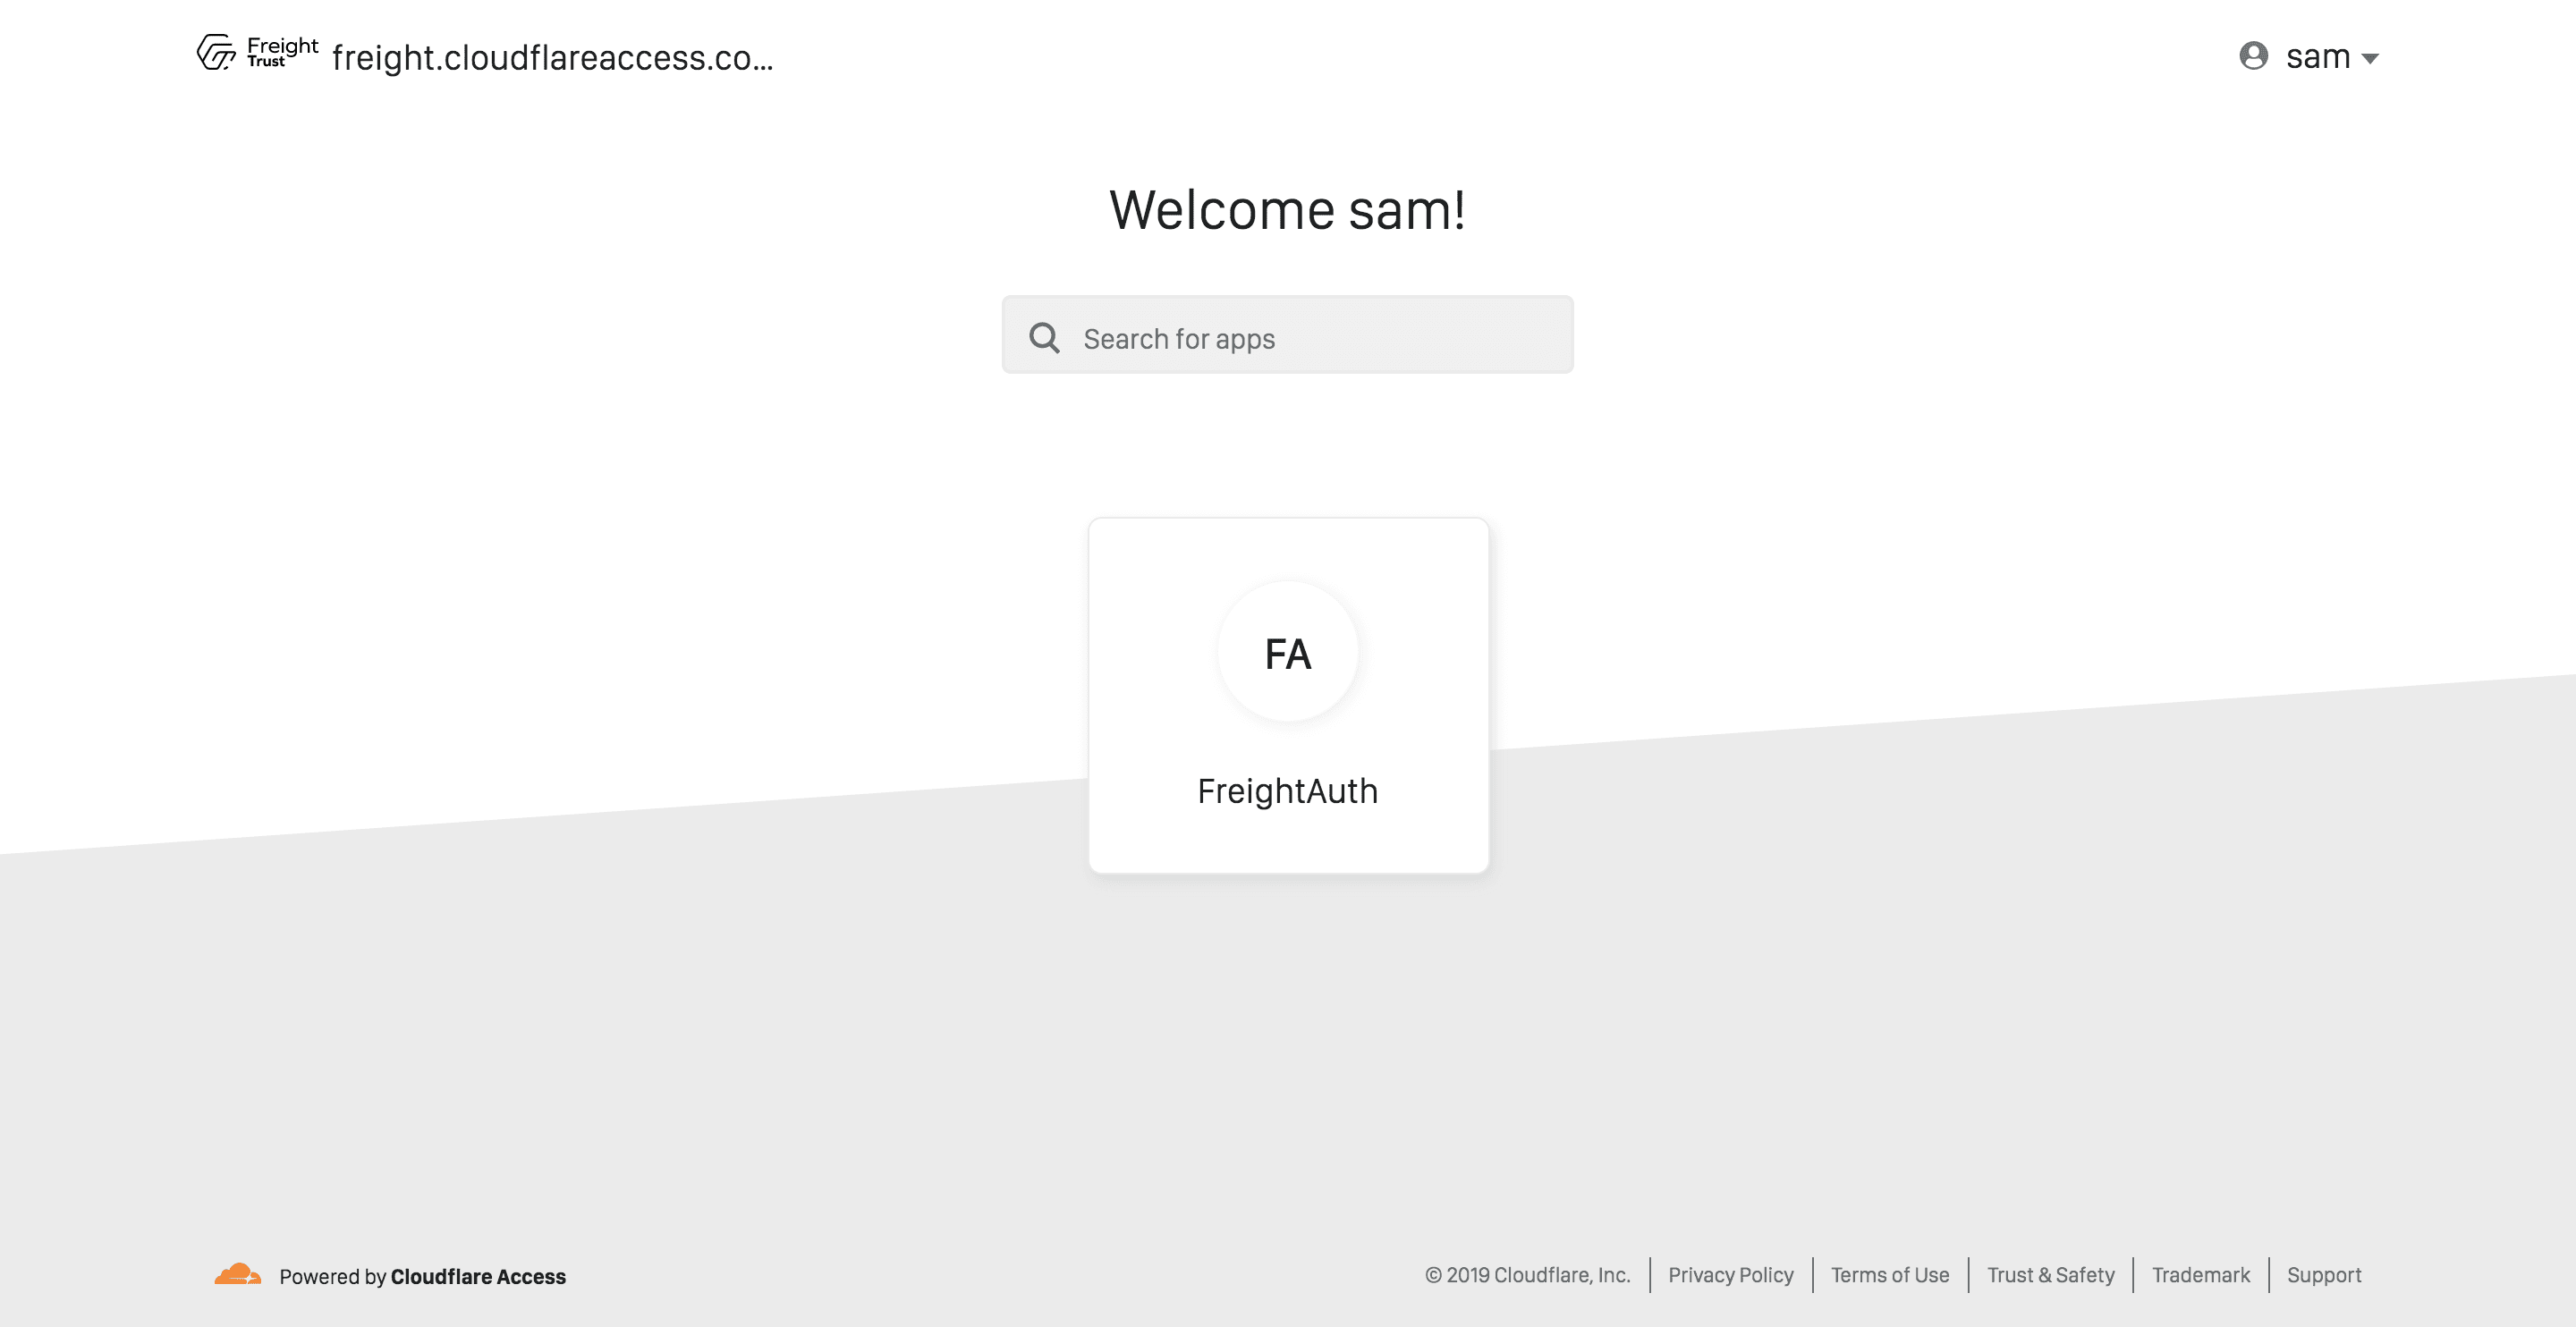 Freight
Trust
freight.cloudflareaccess.co...
sam
Welcome sam!
Search for apps
FA
FreightAuth
Powered by Cloudflare Access
© 2019 Cloudflare, Inc.
Privacy Policy
Terms of Use
Trust & Safety
Trademark
Support